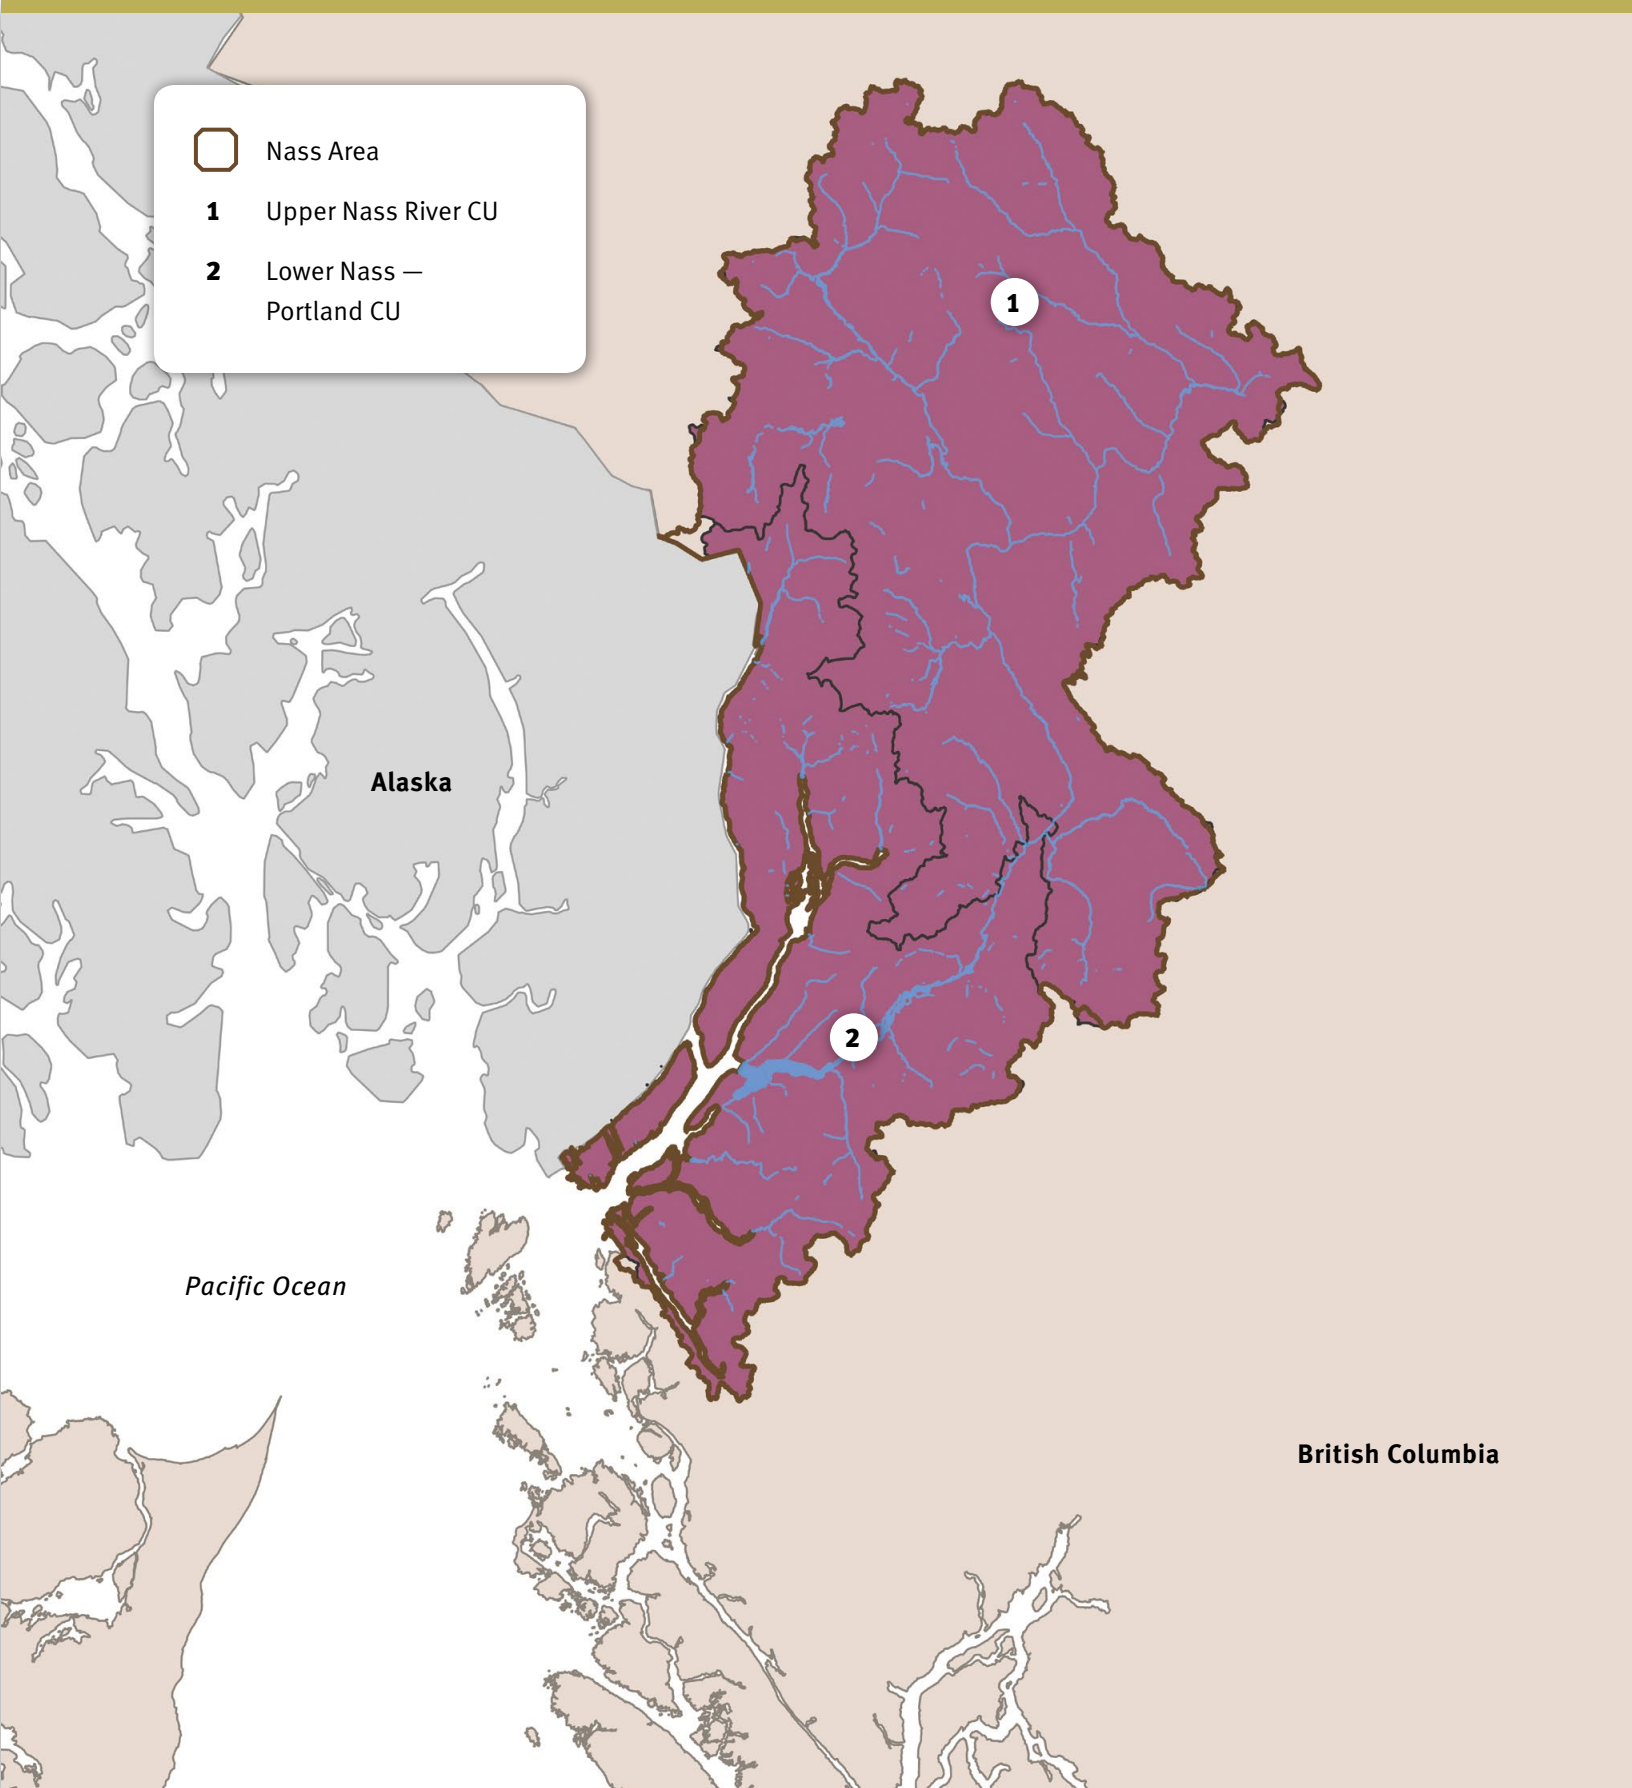 Nass Area
1 Upper Nass River CU
2 Lower Nass —
Portland CU
1
Alaska
2
Pacific Ocean
British Columbia